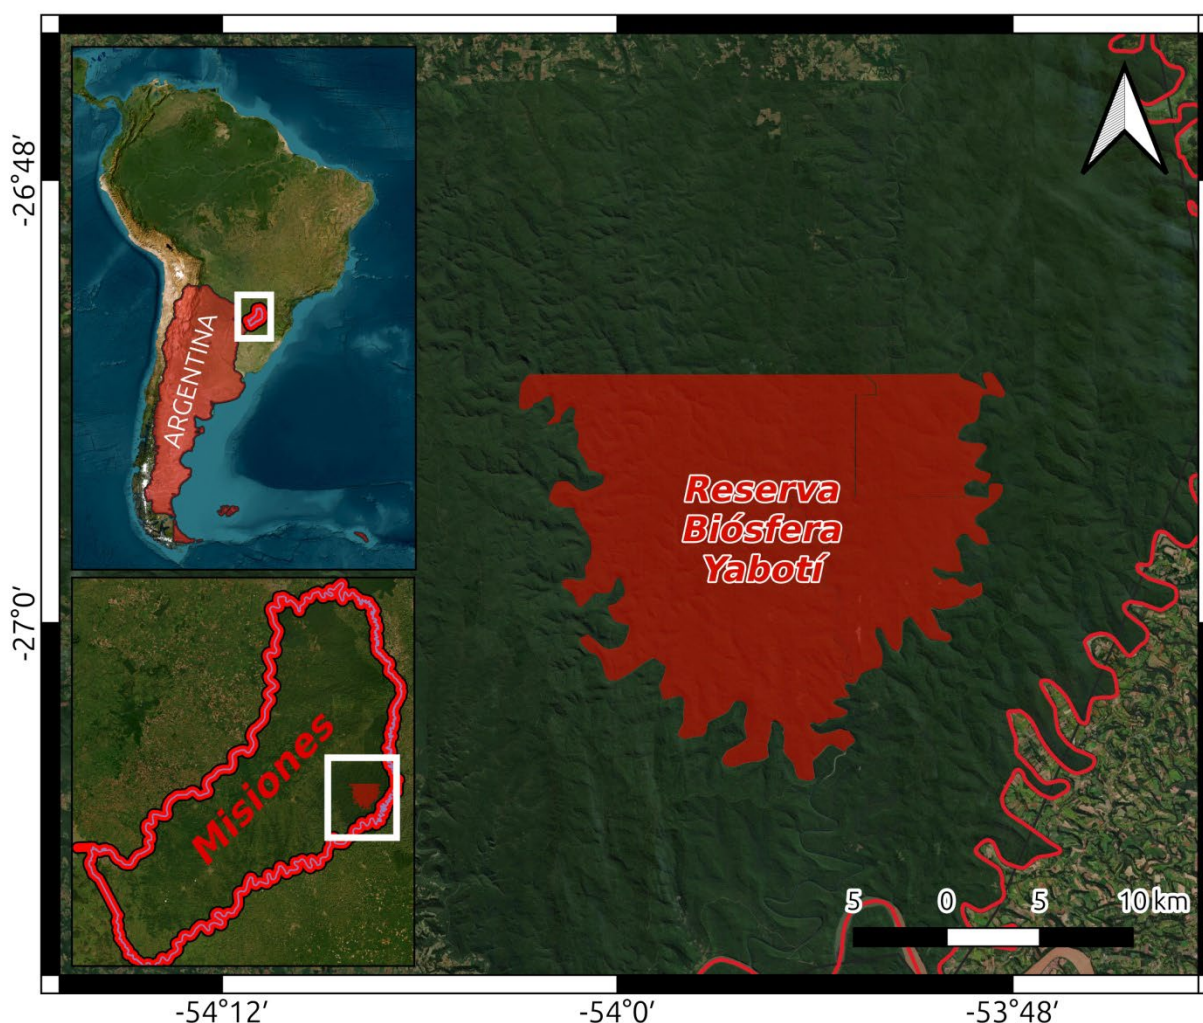 ARGENTINA
Misiones
Reserva
Biósfera
Yabotí
5 0 5 10 km
-26°48′
-27°0′
-54°12′ -54°0′ -53°48′